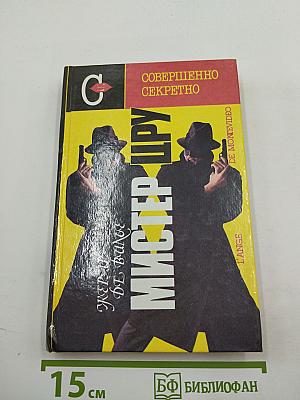 С
СОВЕРШЕННО
СЕКРЕТНО
ЖЕРАР
ДЕ ВИЛЬЕ
МИСТЕР
ЦРУ
L'ANGE
DE MONTEVIDEO
15 см
БФ БИБЛИОФАН